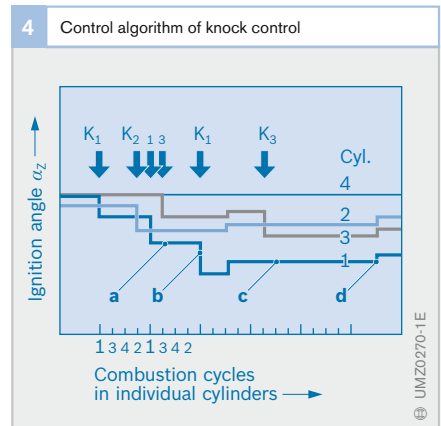 4 Control algorithm of knock control
K₁ K₂ 1 3 K₁ K₃
Cyl.
4
2
3
1
Ignition angle αZ
a b c d
1 3 4 2 1 3 4 2
Combustion cycles
in individual cylinders
© UMZ0270-1E